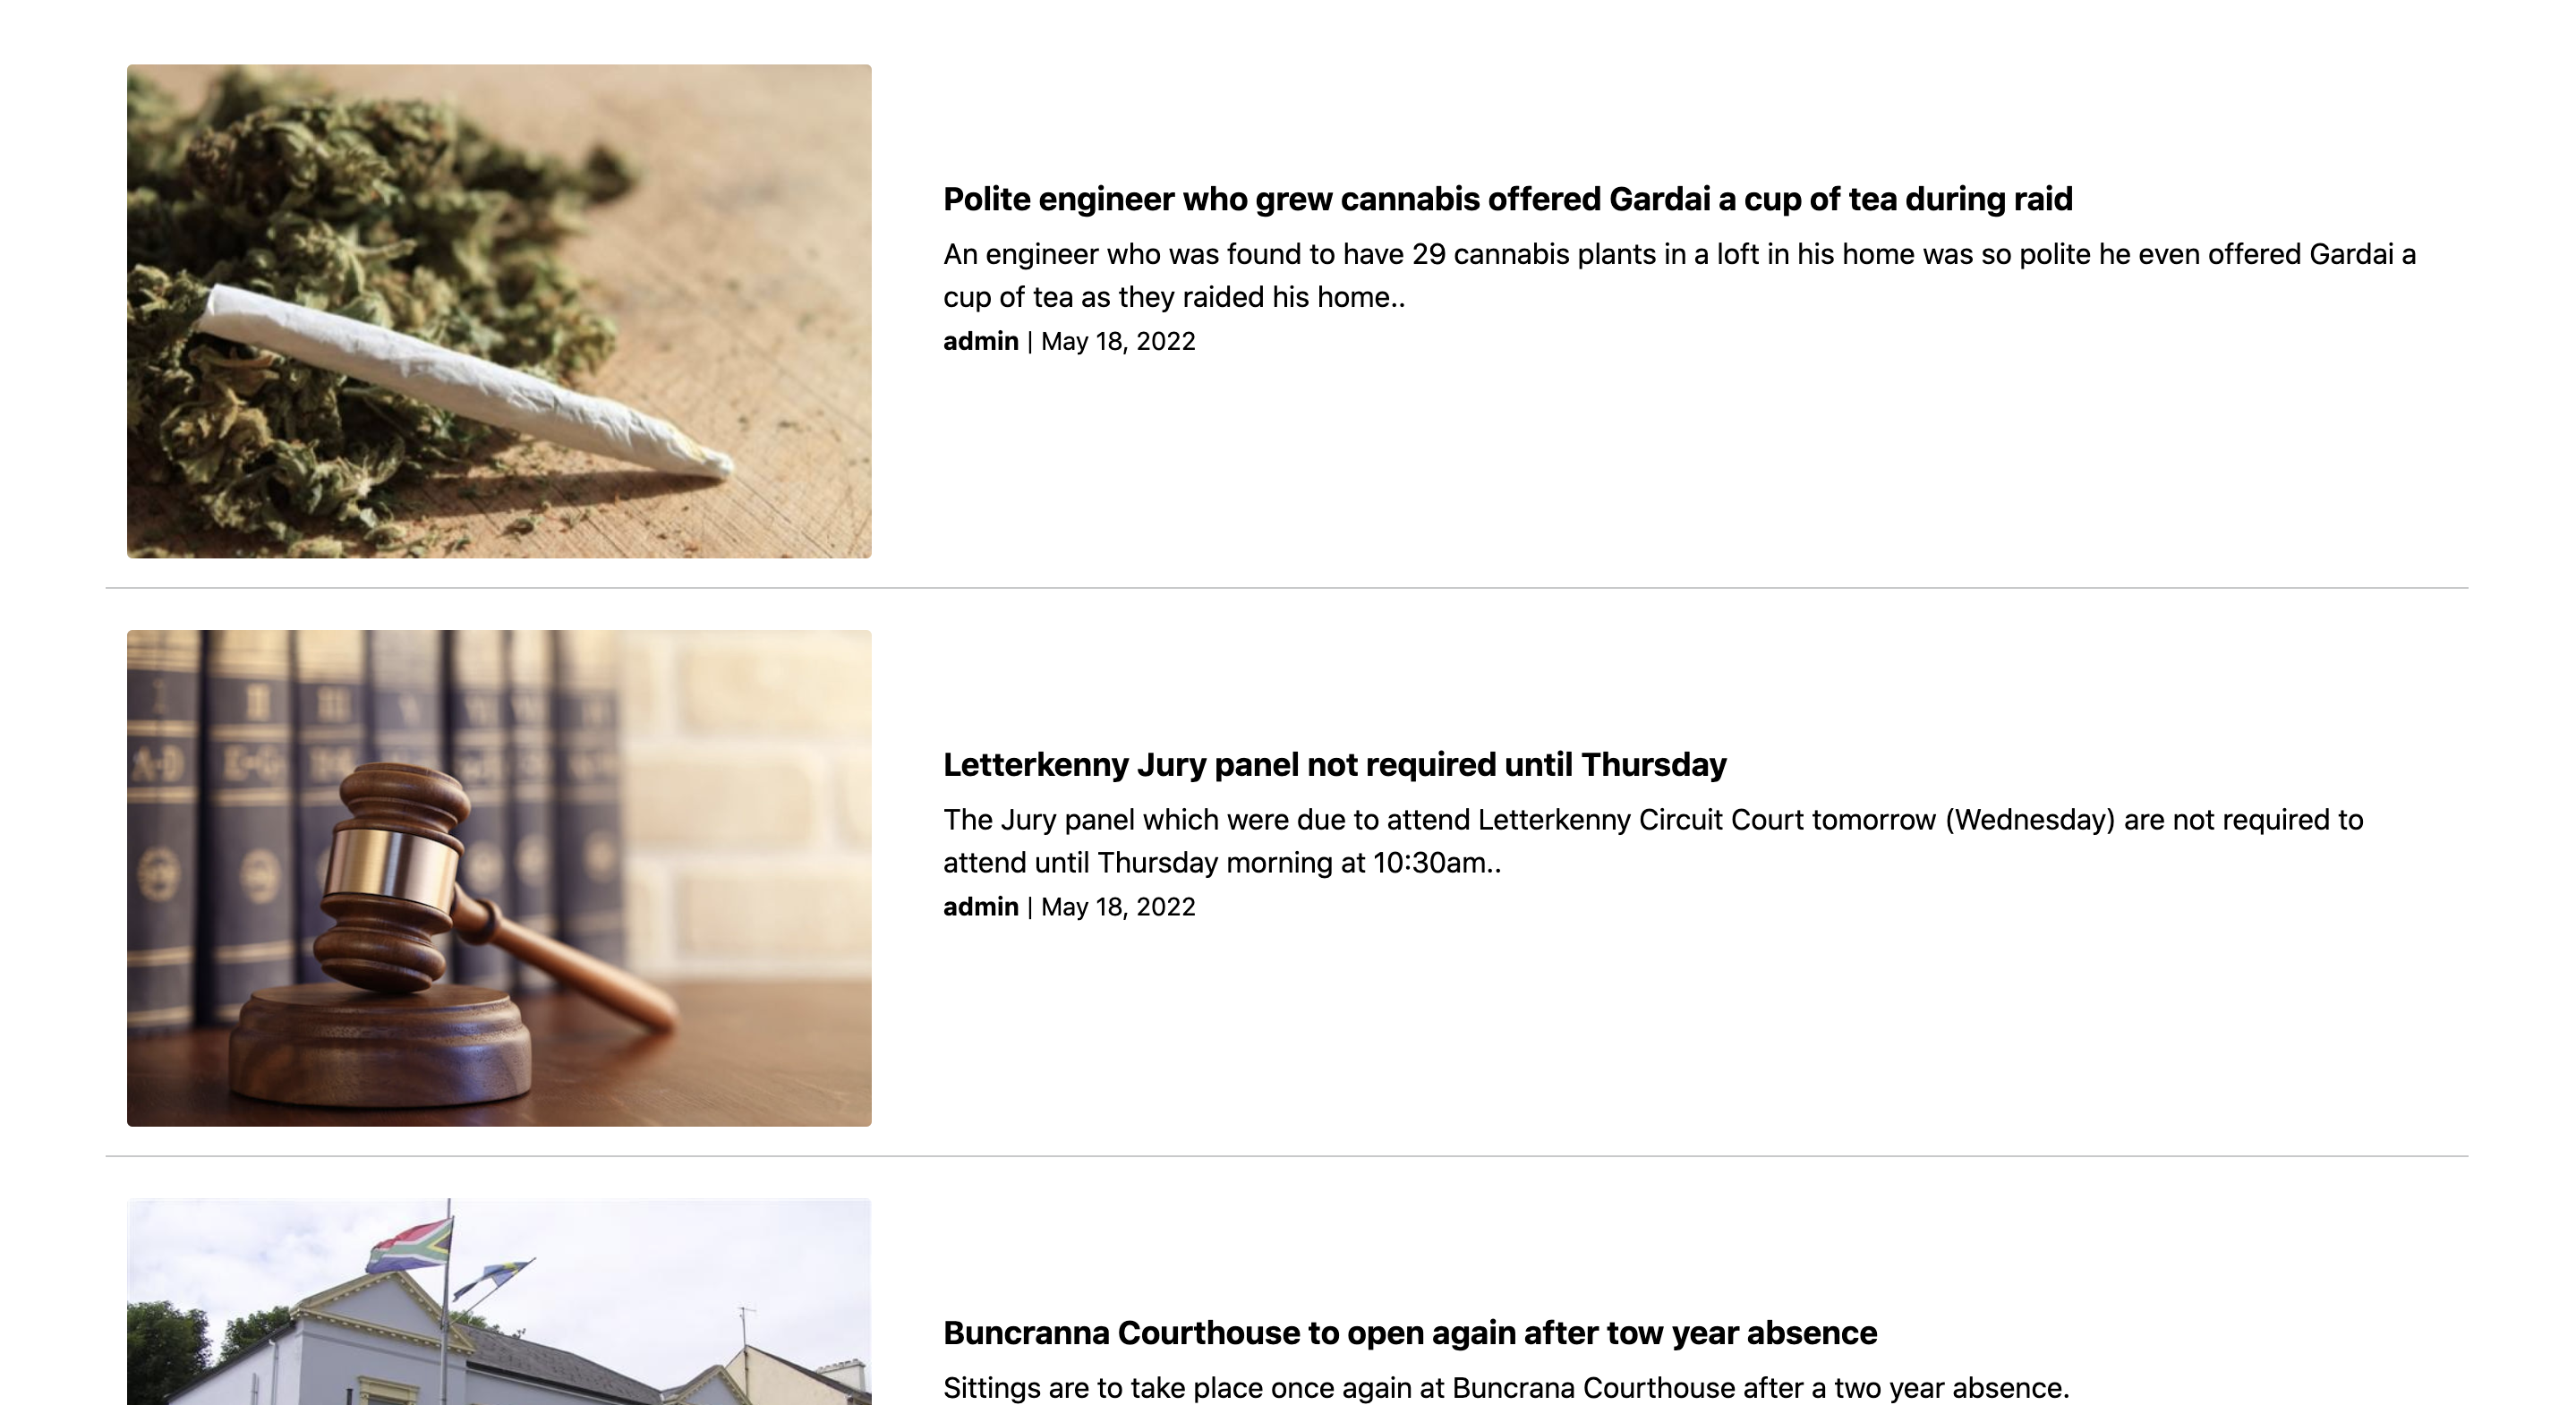 Polite engineer who grew cannabis offered Gardai a cup of tea during raid
An engineer who was found to have 29 cannabis plants in a loft in his home was so polite he even offered Gardai a
cup of tea as they raided his home..
admin | May 18, 2022
A-D
E-G
Letterkenny Jury panel not required until Thursday
The Jury panel which were due to attend Letterkenny Circuit Court tomorrow (Wednesday) are not required to
attend until Thursday morning at 10:30am..
admin | May 18, 2022
Buncranna Courthouse to open again after tow year absence
Sittings are to take place once again at Buncrana Courthouse after a two year absence.